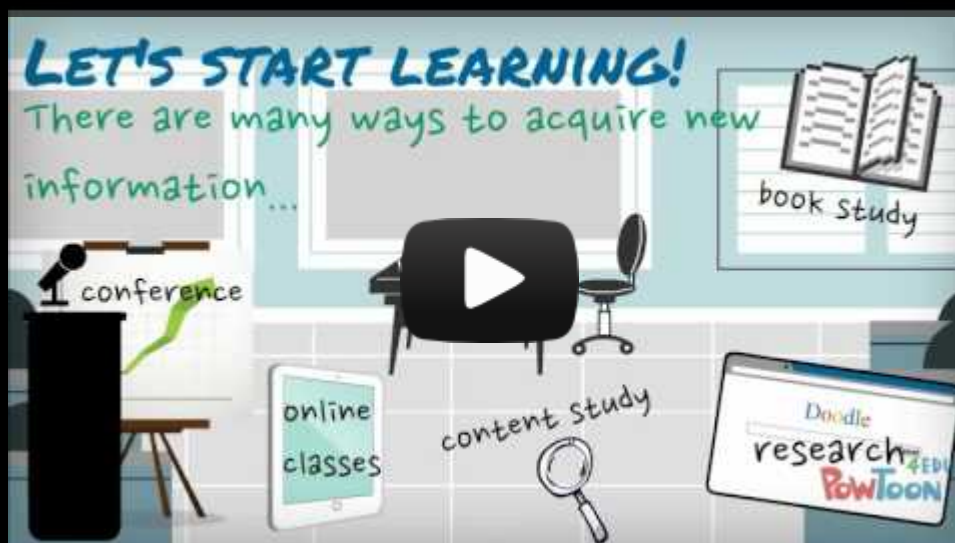 LET'S START LEARNING!
There are many ways to acquire new
information...
book study
conference
online
classes
content study
Doodle
research
4EDU
POWTOON